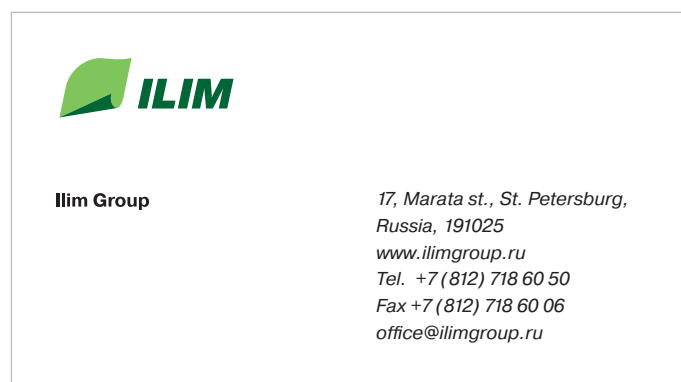 ILIM
Ilim Group
17, Marata st., St. Petersburg,
Russia, 191025
www.ilimgroup.ru
Tel. +7 (812) 718 60 50
Fax +7 (812) 718 60 06
office@ilimgroup.ru